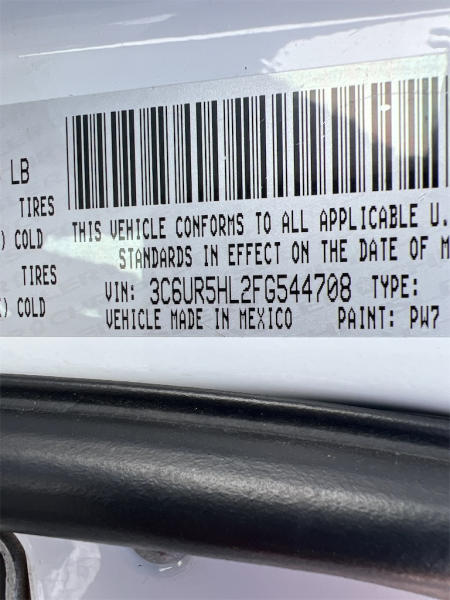 LB
TIRES
) COLD
TIRES
) COLD
THIS VEHICLE CONFORMS TO ALL APPLICABLE U.
STANDARDS IN EFFECT ON THE DATE OF M
VIN: 3C6UR5HL2FG544708 TYPE:
VEHICLE MADE IN MEXICO PAINT: PW7